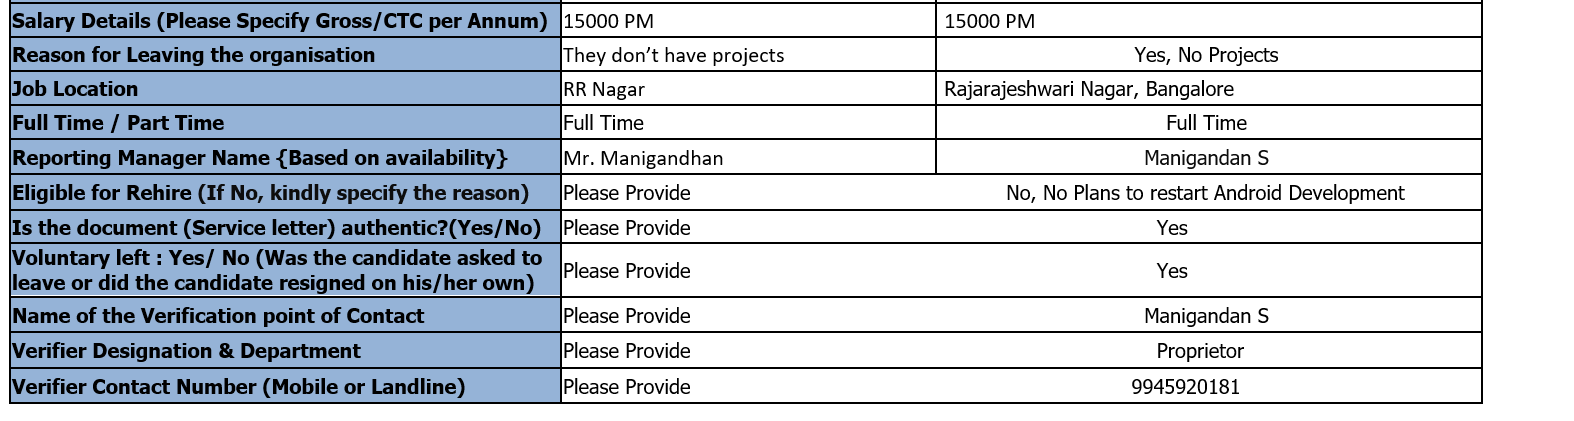 Salary Details (Please Specify Gross/CTC per Annum) 15000 PM 15000 PM
Reason for Leaving the organisation They don’t have projects Yes, No Projects
Job Location RR Nagar Rajarajeshwari Nagar, Bangalore
Full Time / Part Time Full Time Full Time
Reporting Manager Name {Based on availability} Mr. Manigandhan Manigandan S
Eligible for Rehire (If No, kindly specify the reason) Please Provide No, No Plans to restart Android Development
Is the document (Service letter) authentic?(Yes/No) Please Provide Yes
Voluntary left : Yes/ No (Was the candidate asked to
leave or did the candidate resigned on his/her own) Please Provide Yes
Name of the Verification point of Contact Please Provide Manigandan S
Verifier Designation & Department Please Provide Proprietor
Verifier Contact Number (Mobile or Landline) Please Provide 9945920181